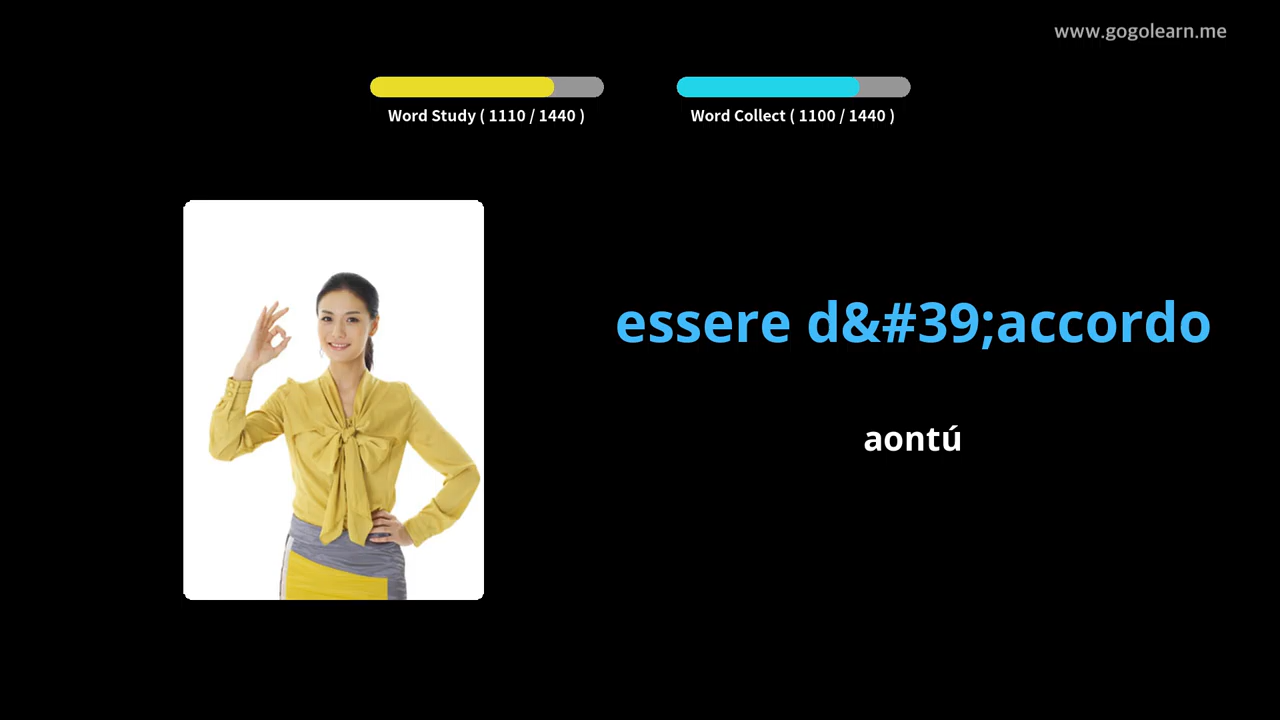 www.gogolearn.me
Word Study ( 1110 / 1440 )
Word Collect ( 1100 / 1440 )
essere d&#39;accordo
aontú